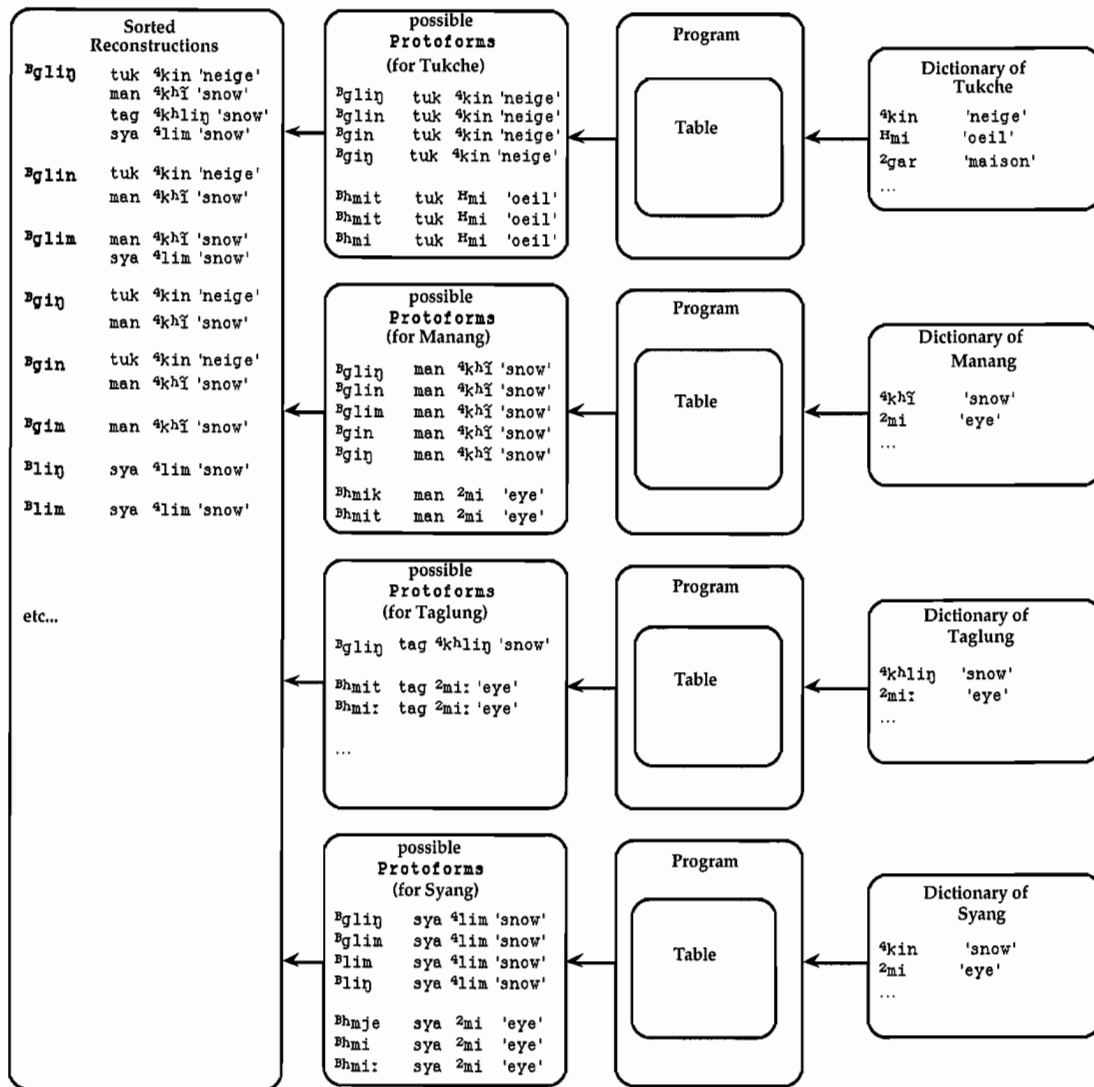 Sorted
Reconstructions
ᴮgliŋ tuk ⁴kin 'neige'
man ⁴kʰĩ 'snow'
tag ⁴kʰliŋ 'snow'
sya ⁴lim 'snow'
ᴮglin tuk ⁴kin 'neige'
man ⁴kʰĩ 'snow'
ᴮglim man ⁴kʰĩ 'snow'
sya ⁴lim 'snow'
ᴮgiŋ tuk ⁴kin 'neige'
man ⁴kʰĩ 'snow'
ᴮgin tuk ⁴kin 'neige'
man ⁴kʰĩ 'snow'
ᴮgim man ⁴kʰĩ 'snow'
ᴮliŋ sya ⁴lim 'snow'
ᴮlim sya ⁴lim 'snow'
etc...
possible
Protoforms
(for Tukche)
ᴮgliŋ tuk ⁴kin 'neige'
ᴮglin tuk ⁴kin 'neige'
ᴮgin tuk ⁴kin 'neige'
ᴮgiŋ tuk ⁴kin 'neige'
ᴮʰmit tuk ᴴmi 'oeil'
ᴮʰmit tuk ᴴmi 'oeil'
ᴮʰmi tuk ᴴmi 'oeil'
Program
Table
Dictionary of
Tukche
⁴kin 'neige'
ᴴmi 'oeil'
²gar 'maison'
...
possible
Protoforms
(for Manang)
ᴮgliŋ man ⁴kʰĩ 'snow'
ᴮglin man ⁴kʰĩ 'snow'
ᴮglim man ⁴kʰĩ 'snow'
ᴮgin man ⁴kʰĩ 'snow'
ᴮgiŋ man ⁴kʰĩ 'snow'
ᴮʰmik man ²mi 'eye'
ᴮʰmit man ²mi 'eye'
Program
Table
Dictionary of
Manang
⁴kʰĩ 'snow'
²mi 'eye'
...
possible
Protoforms
(for Taglung)
ᴮgliŋ tag ⁴kʰliŋ 'snow'
ᴮʰmit tag ²miː 'eye'
ᴮʰmiː tag ²miː 'eye'
...
Program
Table
Dictionary of
Taglung
⁴kʰliŋ 'snow'
²miː 'eye'
...
possible
Protoforms
(for Syang)
ᴮgliŋ sya ⁴lim 'snow'
ᴮglim sya ⁴lim 'snow'
ᴮlim sya ⁴lim 'snow'
ᴮliŋ sya ⁴lim 'snow'
ᴮʰmje sya ²mi 'eye'
ᴮʰmi sya ²mi 'eye'
ᴮʰmiː sya ²mi 'eye'
Program
Table
Dictionary of
Syang
⁴kin 'snow'
²mi 'eye'
...